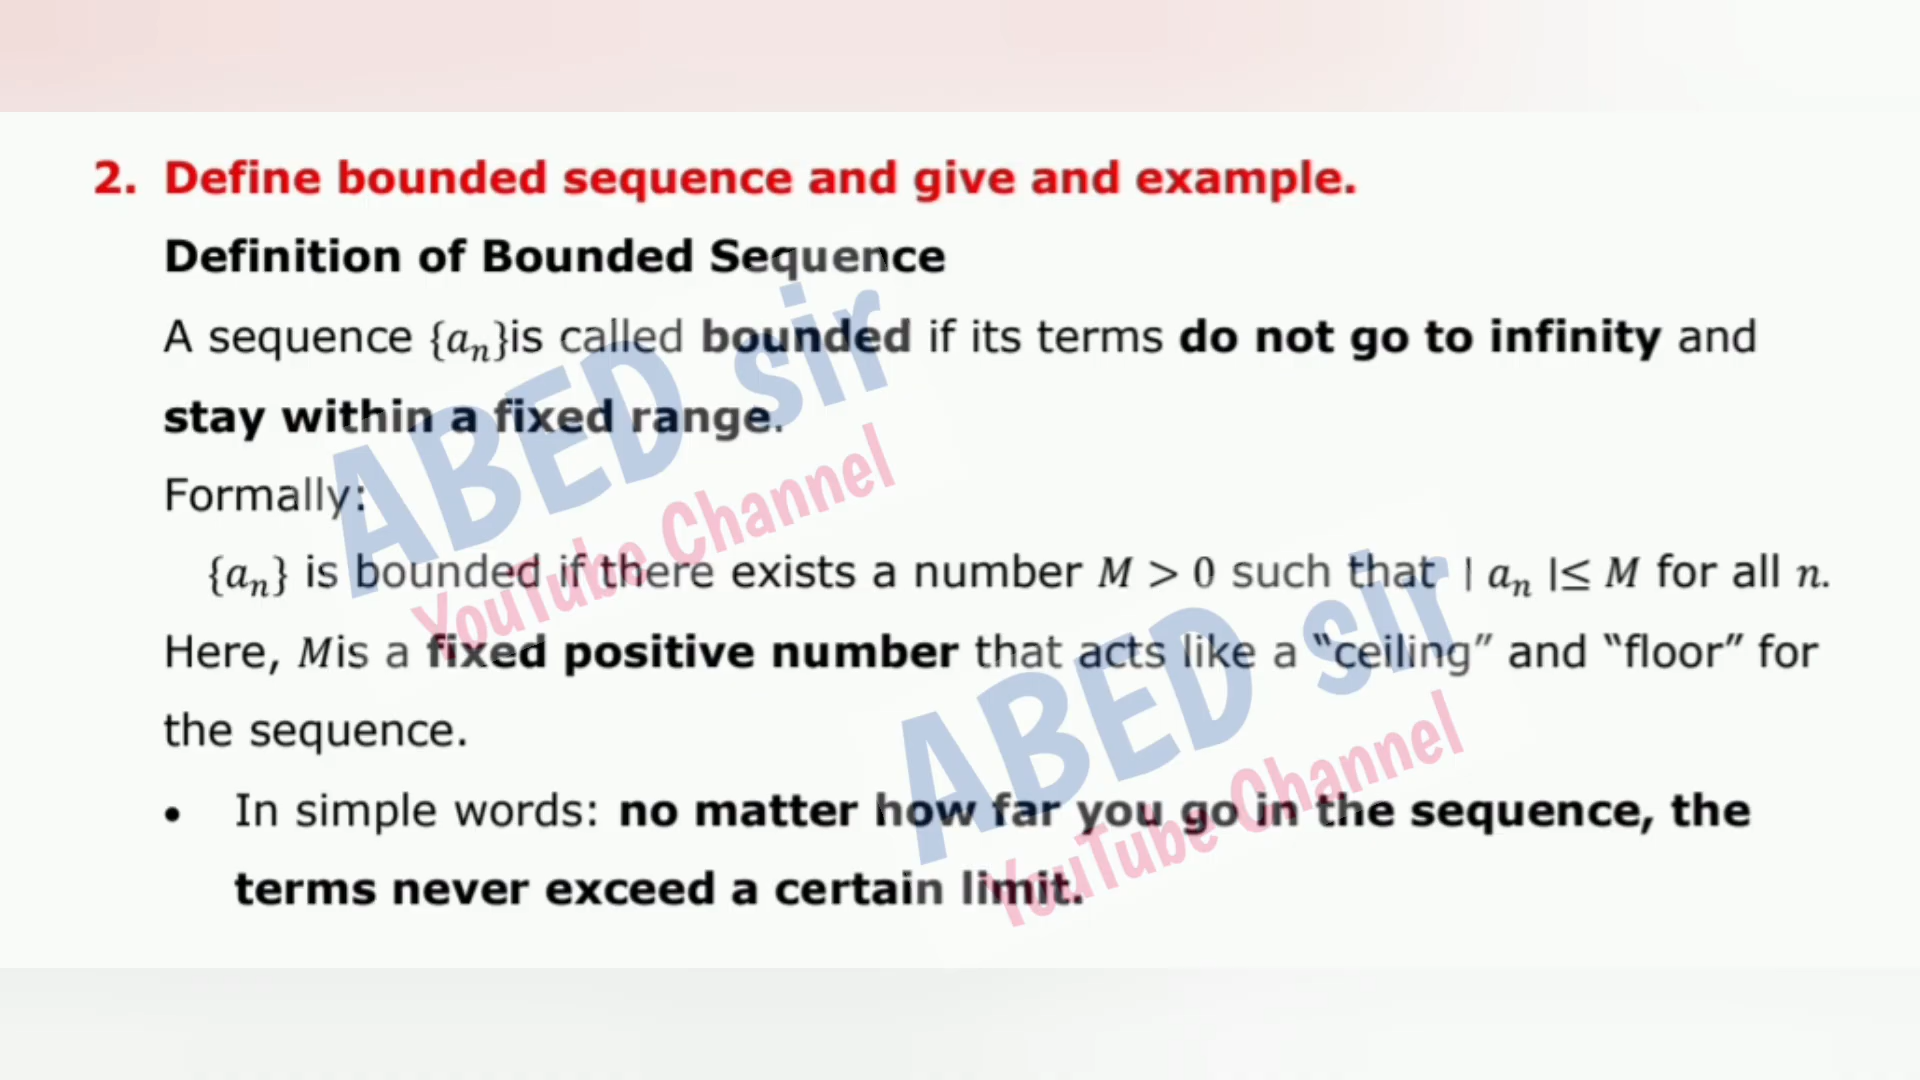 2. Define bounded sequence and give and example.
Definition of Bounded Sequence
A sequence {aₙ}is called bounded if its terms do not go to infinity and
stay within a fixed range.
Formally:
{aₙ} is bounded if there exists a number M > 0 such that | aₙ |≤ M for all n.
Here, Mis a fixed positive number that acts like a “ceiling” and “floor” for
the sequence.
• In simple words: no matter how far you go in the sequence, the
terms never exceed a certain limit.
ABED sir
YouTube Channel
ABED sir
YouTube Channel